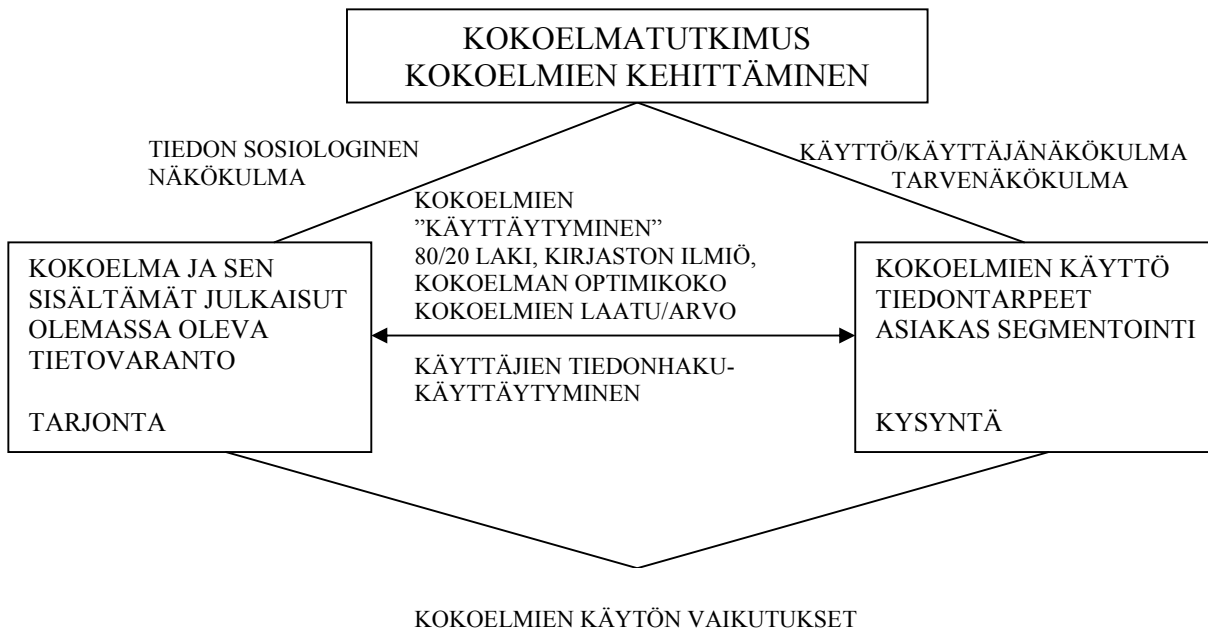 KOKOELMATUTKIMUS
KOKOELMIEN KEHITTÄMINEN
TIEDON SOSIOLOGINEN
NÄKÖKULMA
KÄYTTÖ/KÄYTTÄJÄNÄKÖKULMA
TARVENÄKÖKULMA
KOKOELMIEN
”KÄYTTÄYTYMINEN”
80/20 LAKI, KIRJASTON ILMIÖ,
KOKOELMAN OPTIMIKOKO
KOKOELMIEN LAATU/ARVO
KOKOELMA JA SEN
SISÄLTÄMÄT JULKAISUT
OLEMASSA OLEVA
TIETOVARANTO
TARJONTA
KÄYTTÄJIEN TIEDONHAKU-
KÄYTTÄYTYMINEN
KOKOELMIEN KÄYTTÖ
TIEDONTARPEET
ASIAKAS SEGMENTOINTI
KYSYNTÄ
KOKOELMIEN KÄYTÖN VAIKUTUKSET